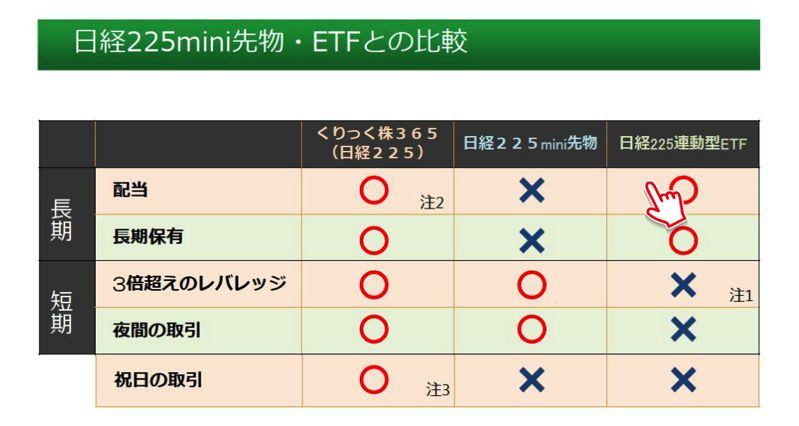 日経225mini先物・ETFとの比較
くりっく株３６５
（日経２２５）
日経２２５mini先物
日経225連動型ETF
長期
配当
注2
長期保有
短期
3倍超えのレバレッジ
注1
夜間の取引
祝日の取引
注3